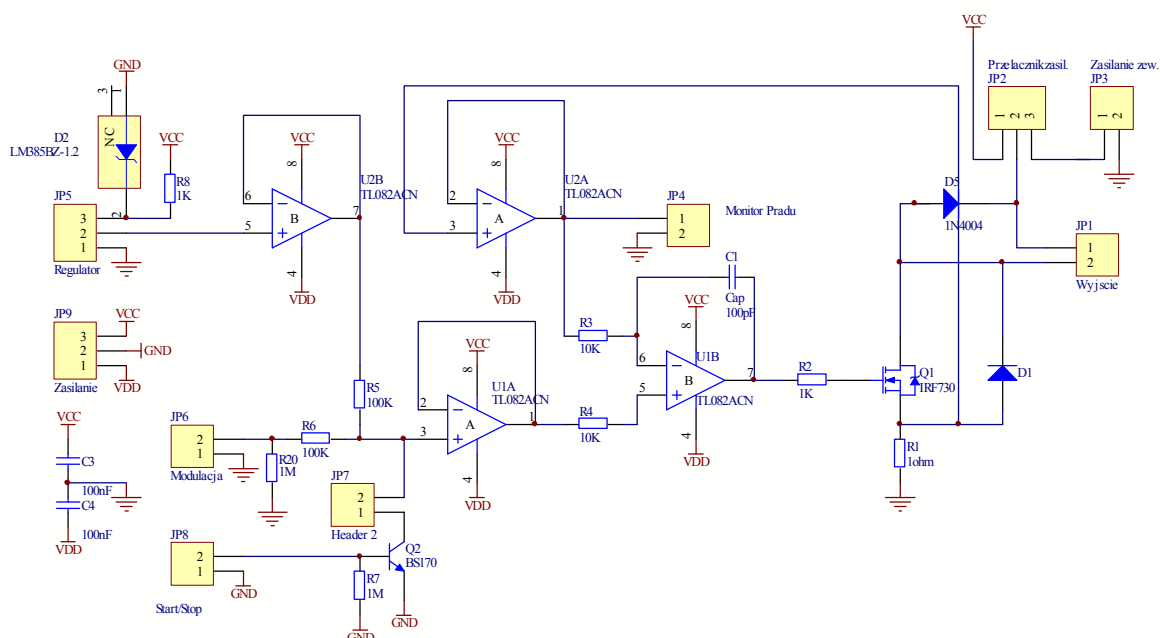 VCC
Przelacznik zasil.
JP2
1
2
3
Zasilanie zew.
JP3
1
2
GND
3
1
D2
LM385BZ-1.2
NC
2
VCC
R8
1K
JP5
3
2
1
Regulator
VCC
8
U2B
TL082ACN
6
5
B
7
4
VDD
VCC
8
U2A
TL082ACN
2
3
A
1
4
VDD
JP4
1
2
Monitor Pradu
D5
1N4004
JP1
1
2
Wyjscie
C1
Cap
100pF
JP9
3
2
1
Zasilanie
VCC
GND
VDD
VCC
8
U1A
TL082ACN
2
3
A
1
4
VDD
R3
10K
R4
10K
VCC
8
U1B
TL082ACN
6
5
B
7
4
VDD
R2
1K
Q1
IRF730
D1
R1
1ohm
R5
100K
VCC
C3
100nF
C4
100nF
VDD
JP6
2
1
Modulacja
R6
100K
R20
1M
JP7
2
1
Header 2
JP8
2
1
Start/Stop
GND
Q2
BS170
R7
1M
GND
GND